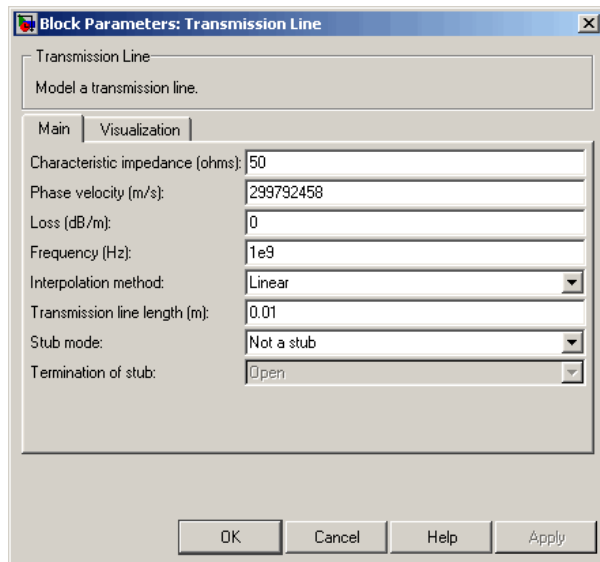 Block Parameters: Transmission Line
Transmission Line
Model a transmission line.
Main Visualization
Characteristic impedance (ohms): 50
Phase velocity (m/s): 299792458
Loss (dB/m): 0
Frequency (Hz): 1e9
Interpolation method: Linear
Transmission line length (m): 0.01
Stub mode: Not a stub
Termination of stub: Open
OK Cancel Help Apply